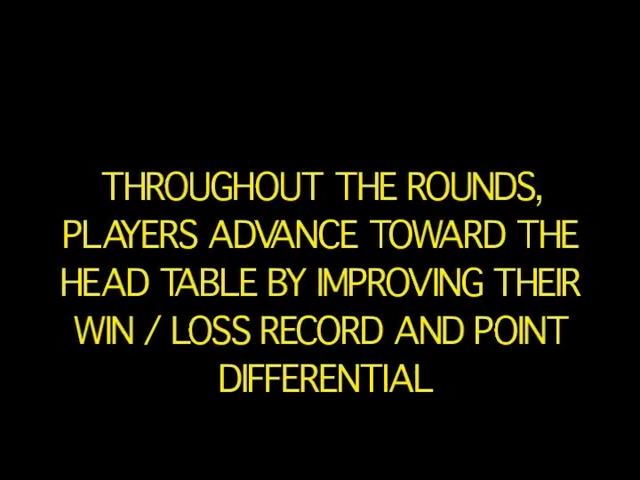 THROUGHOUT THE ROUNDS,
PLAYERS ADVANCE TOWARD THE
HEAD TABLE BY IMPROVING THEIR
WIN / LOSS RECORD AND POINT
DIFFERENTIAL